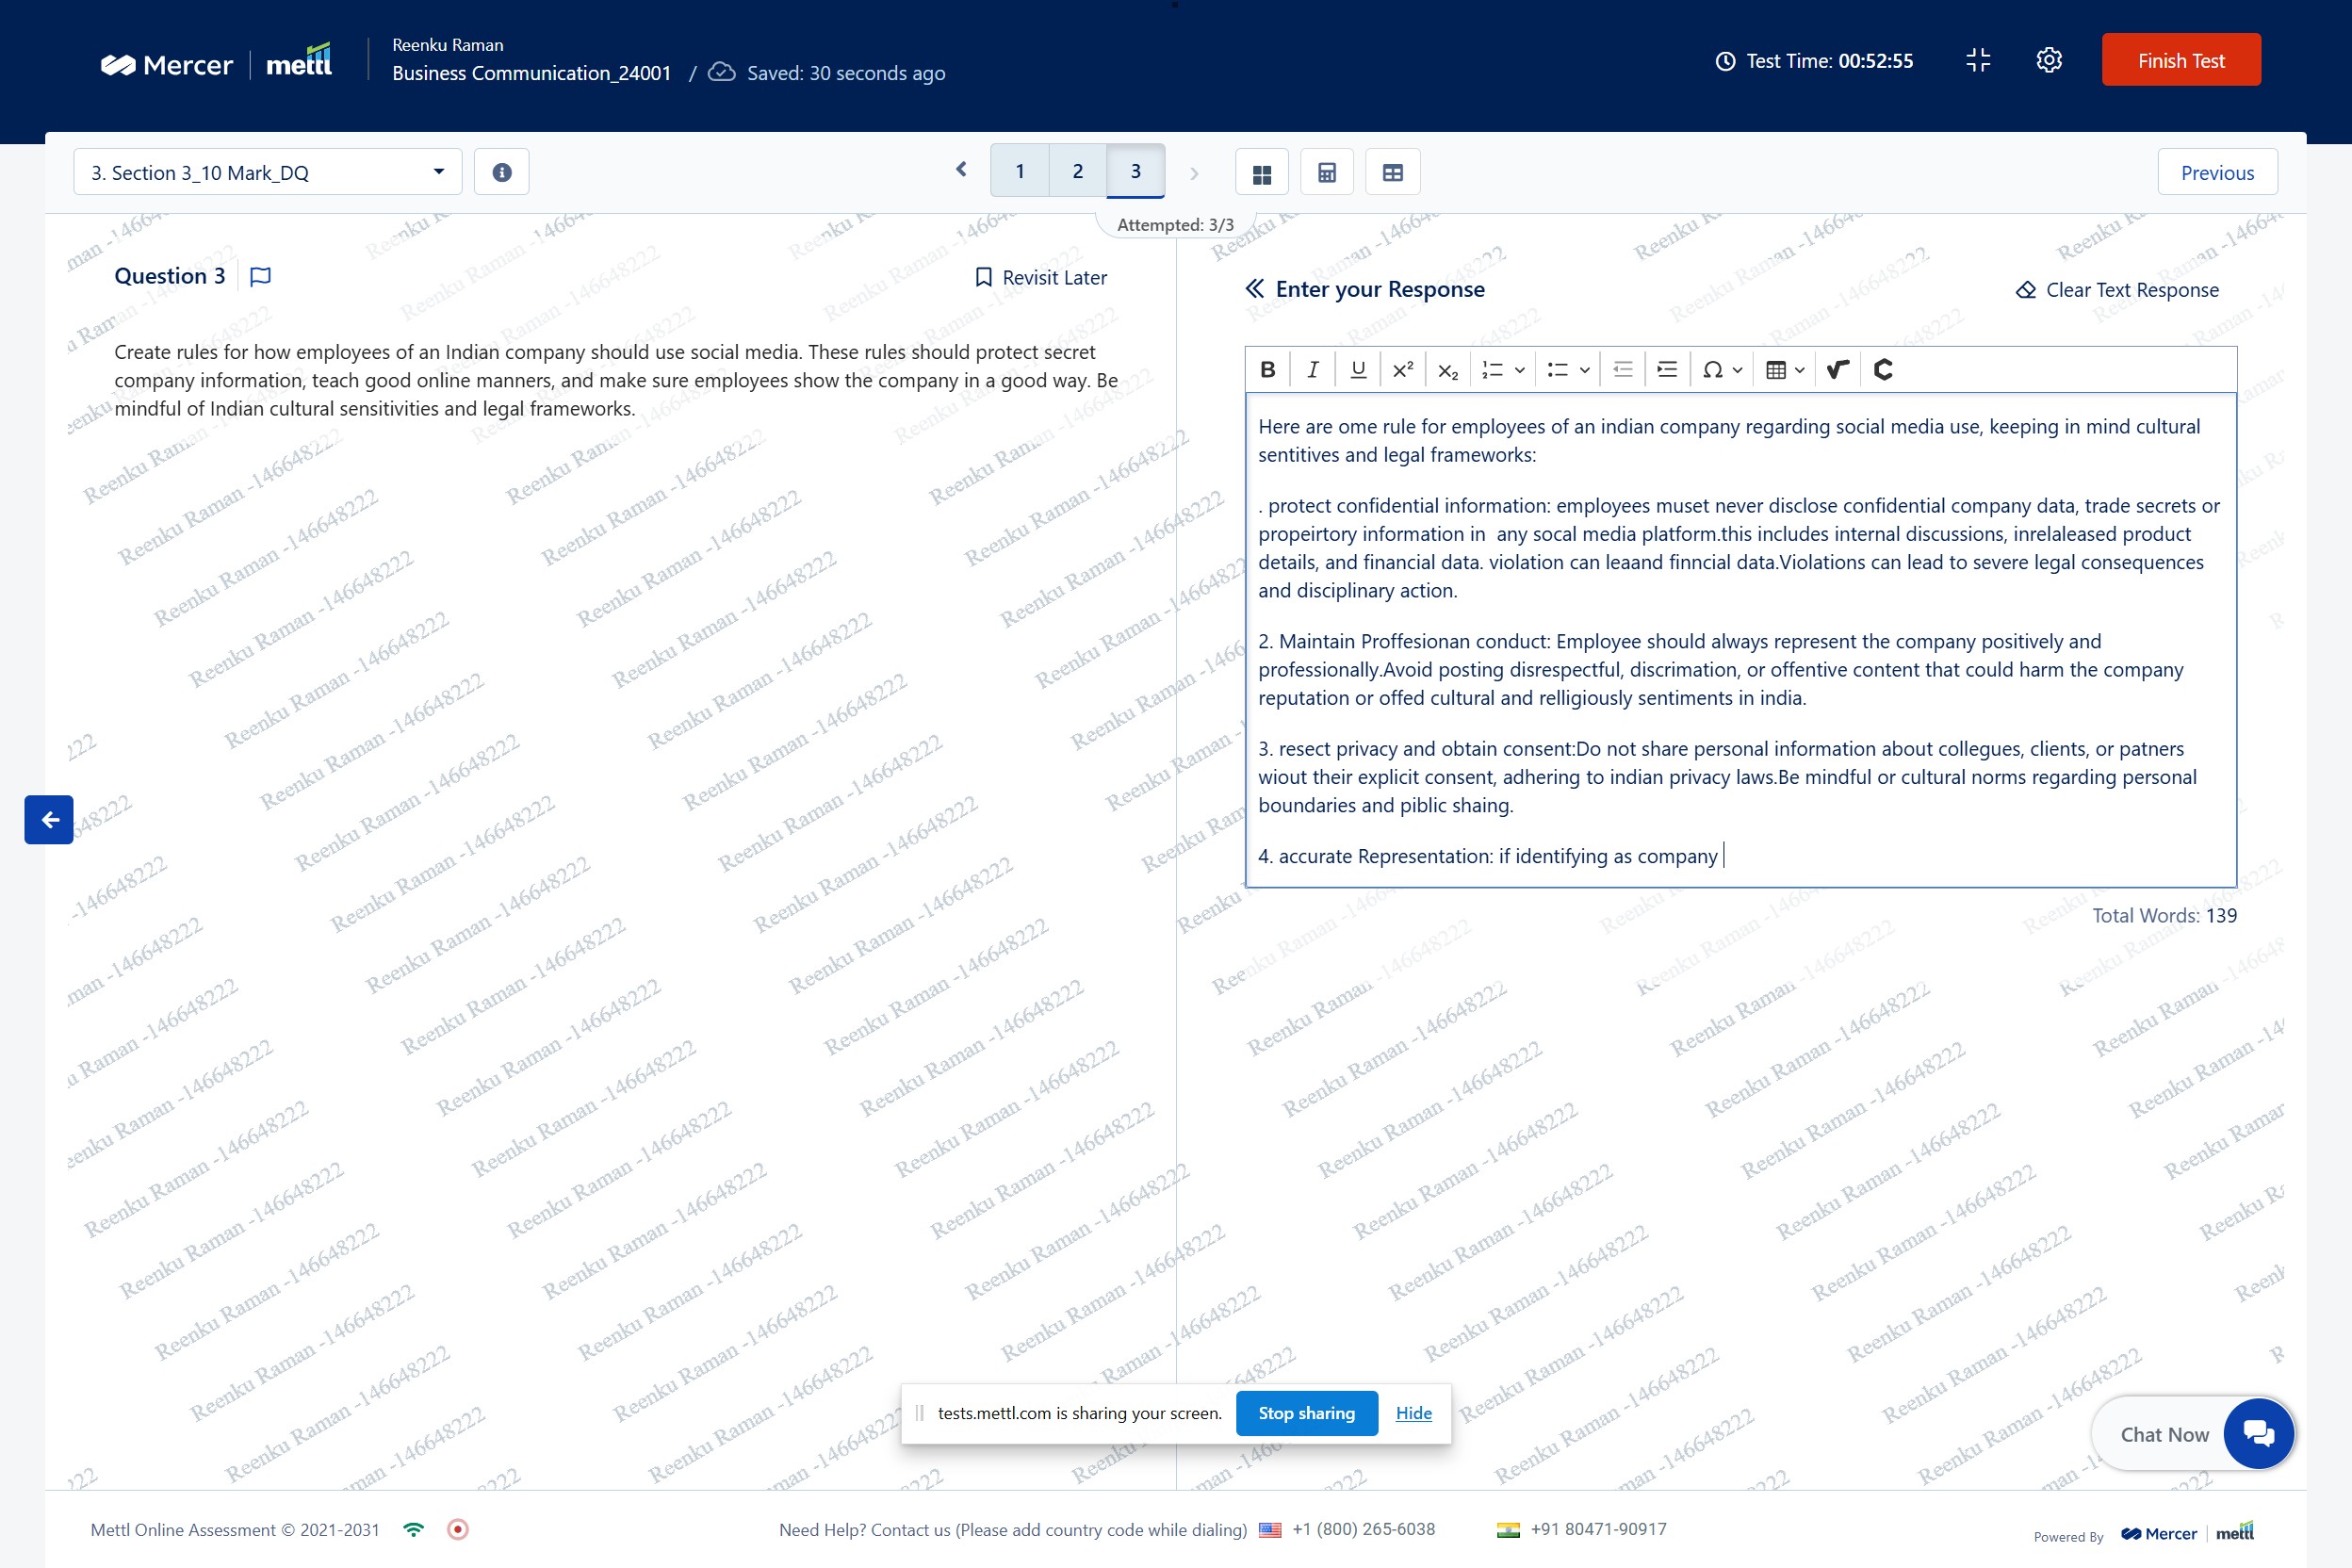 Mercer | mettl
Reenku Raman
Business Communication_24001 / Saved: 30 seconds ago
Test Time: 00:52:55
Finish Test
3. Section 3_10 Mark_DQ
1 2 3
Previous
Attempted: 3/3
Question 3
Revisit Later
Create rules for how employees of an Indian company should use social media. These rules should protect secret
company information, teach good online manners, and make sure employees show the company in a good way. Be
mindful of Indian cultural sensitivities and legal frameworks.
Enter your Response
Clear Text Response
Here are ome rule for employees of an indian company regarding social media use, keeping in mind cultural
sentitives and legal frameworks:
. protect confidential information: employees muset never disclose confidential company data, trade secrets or
propeirtory information in any socal media platform.this includes internal discussions, inrelaleased product
details, and financial data. violation can leaand finncial data.Violations can lead to severe legal consequences
and disciplinary action.
2. Maintain Proffesionan conduct: Employee should always represent the company positively and
professionally.Avoid posting disrespectful, discrimation, or offentive content that could harm the company
reputation or offed cultural and relligiously sentiments in india.
3. resect privacy and obtain consent:Do not share personal information about collegues, clients, or patners
wiout their explicit consent, adhering to indian privacy laws.Be mindful or cultural norms regarding personal
boundaries and piblic shaing.
4. accurate Representation: if identifying as company
Total Words: 139
Reenku Raman -146648222
tests.mettl.com is sharing your screen.
Stop sharing
Hide
Chat Now
Mettl Online Assessment © 2021-2031
Need Help? Contact us (Please add country code while dialing) +1 (800) 265-6038 +91 80471-90917
Powered By Mercer | mettl